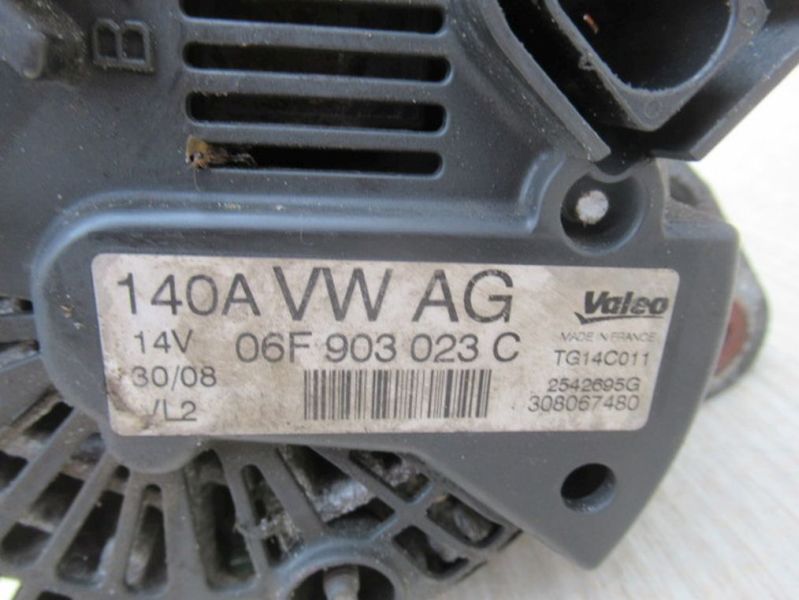 B
140A VW AG
14V 06F 903 023 C
30/08
/L2
Valeo
MADE IN FRANCE
TG14C011
2542695G
308067480